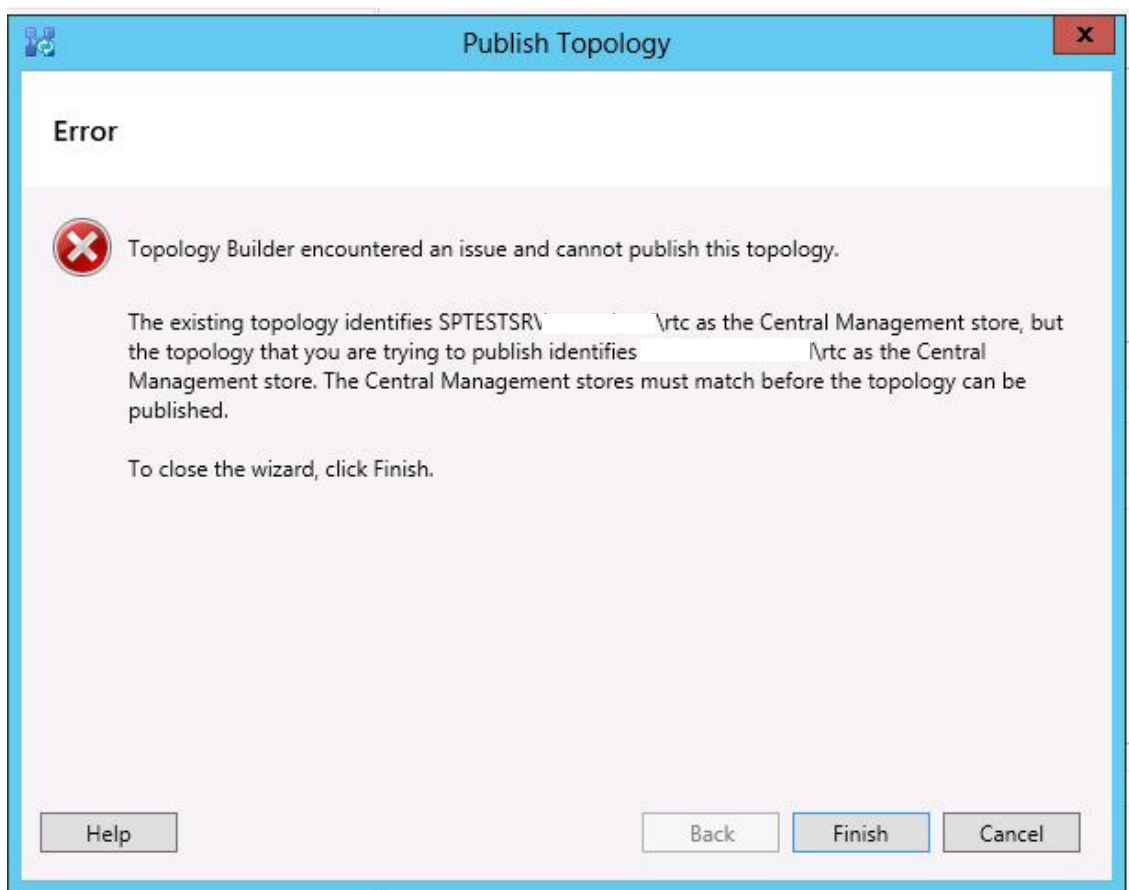 Publish Topology
x
Error
Topology Builder encountered an issue and cannot publish this topology.
The existing topology identifies SPTESTSR\ \rtc as the Central Management store, but
the topology that you are trying to publish identifies \rtc as the Central
Management store. The Central Management stores must match before the topology can be
published.
To close the wizard, click Finish.
Help
Back
Finish
Cancel